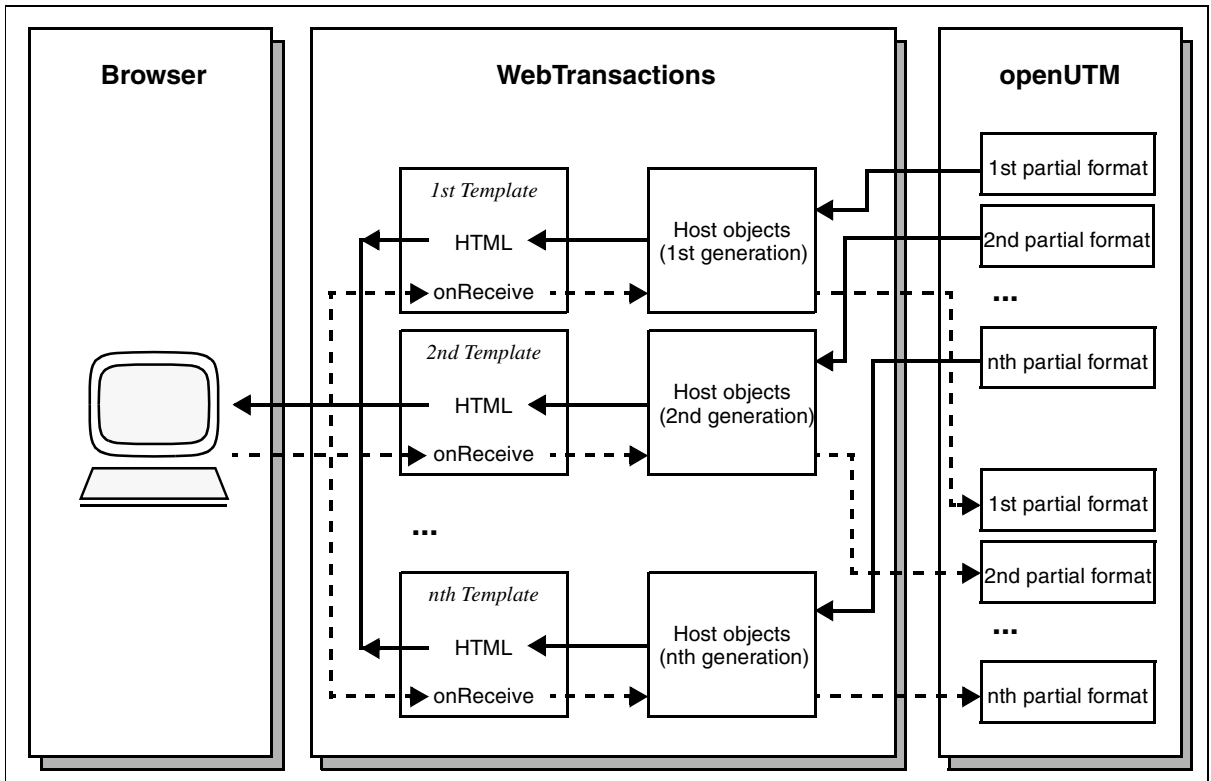 Browser
WebTransactions
openUTM
1st Template
HTML
onReceive
Host objects
(1st generation)
1st partial format
2nd partial format
...
nth partial format
2nd Template
HTML
onReceive
Host objects
(2nd generation)
...
nth Template
HTML
onReceive
Host objects
(nth generation)
1st partial format
2nd partial format
...
nth partial format